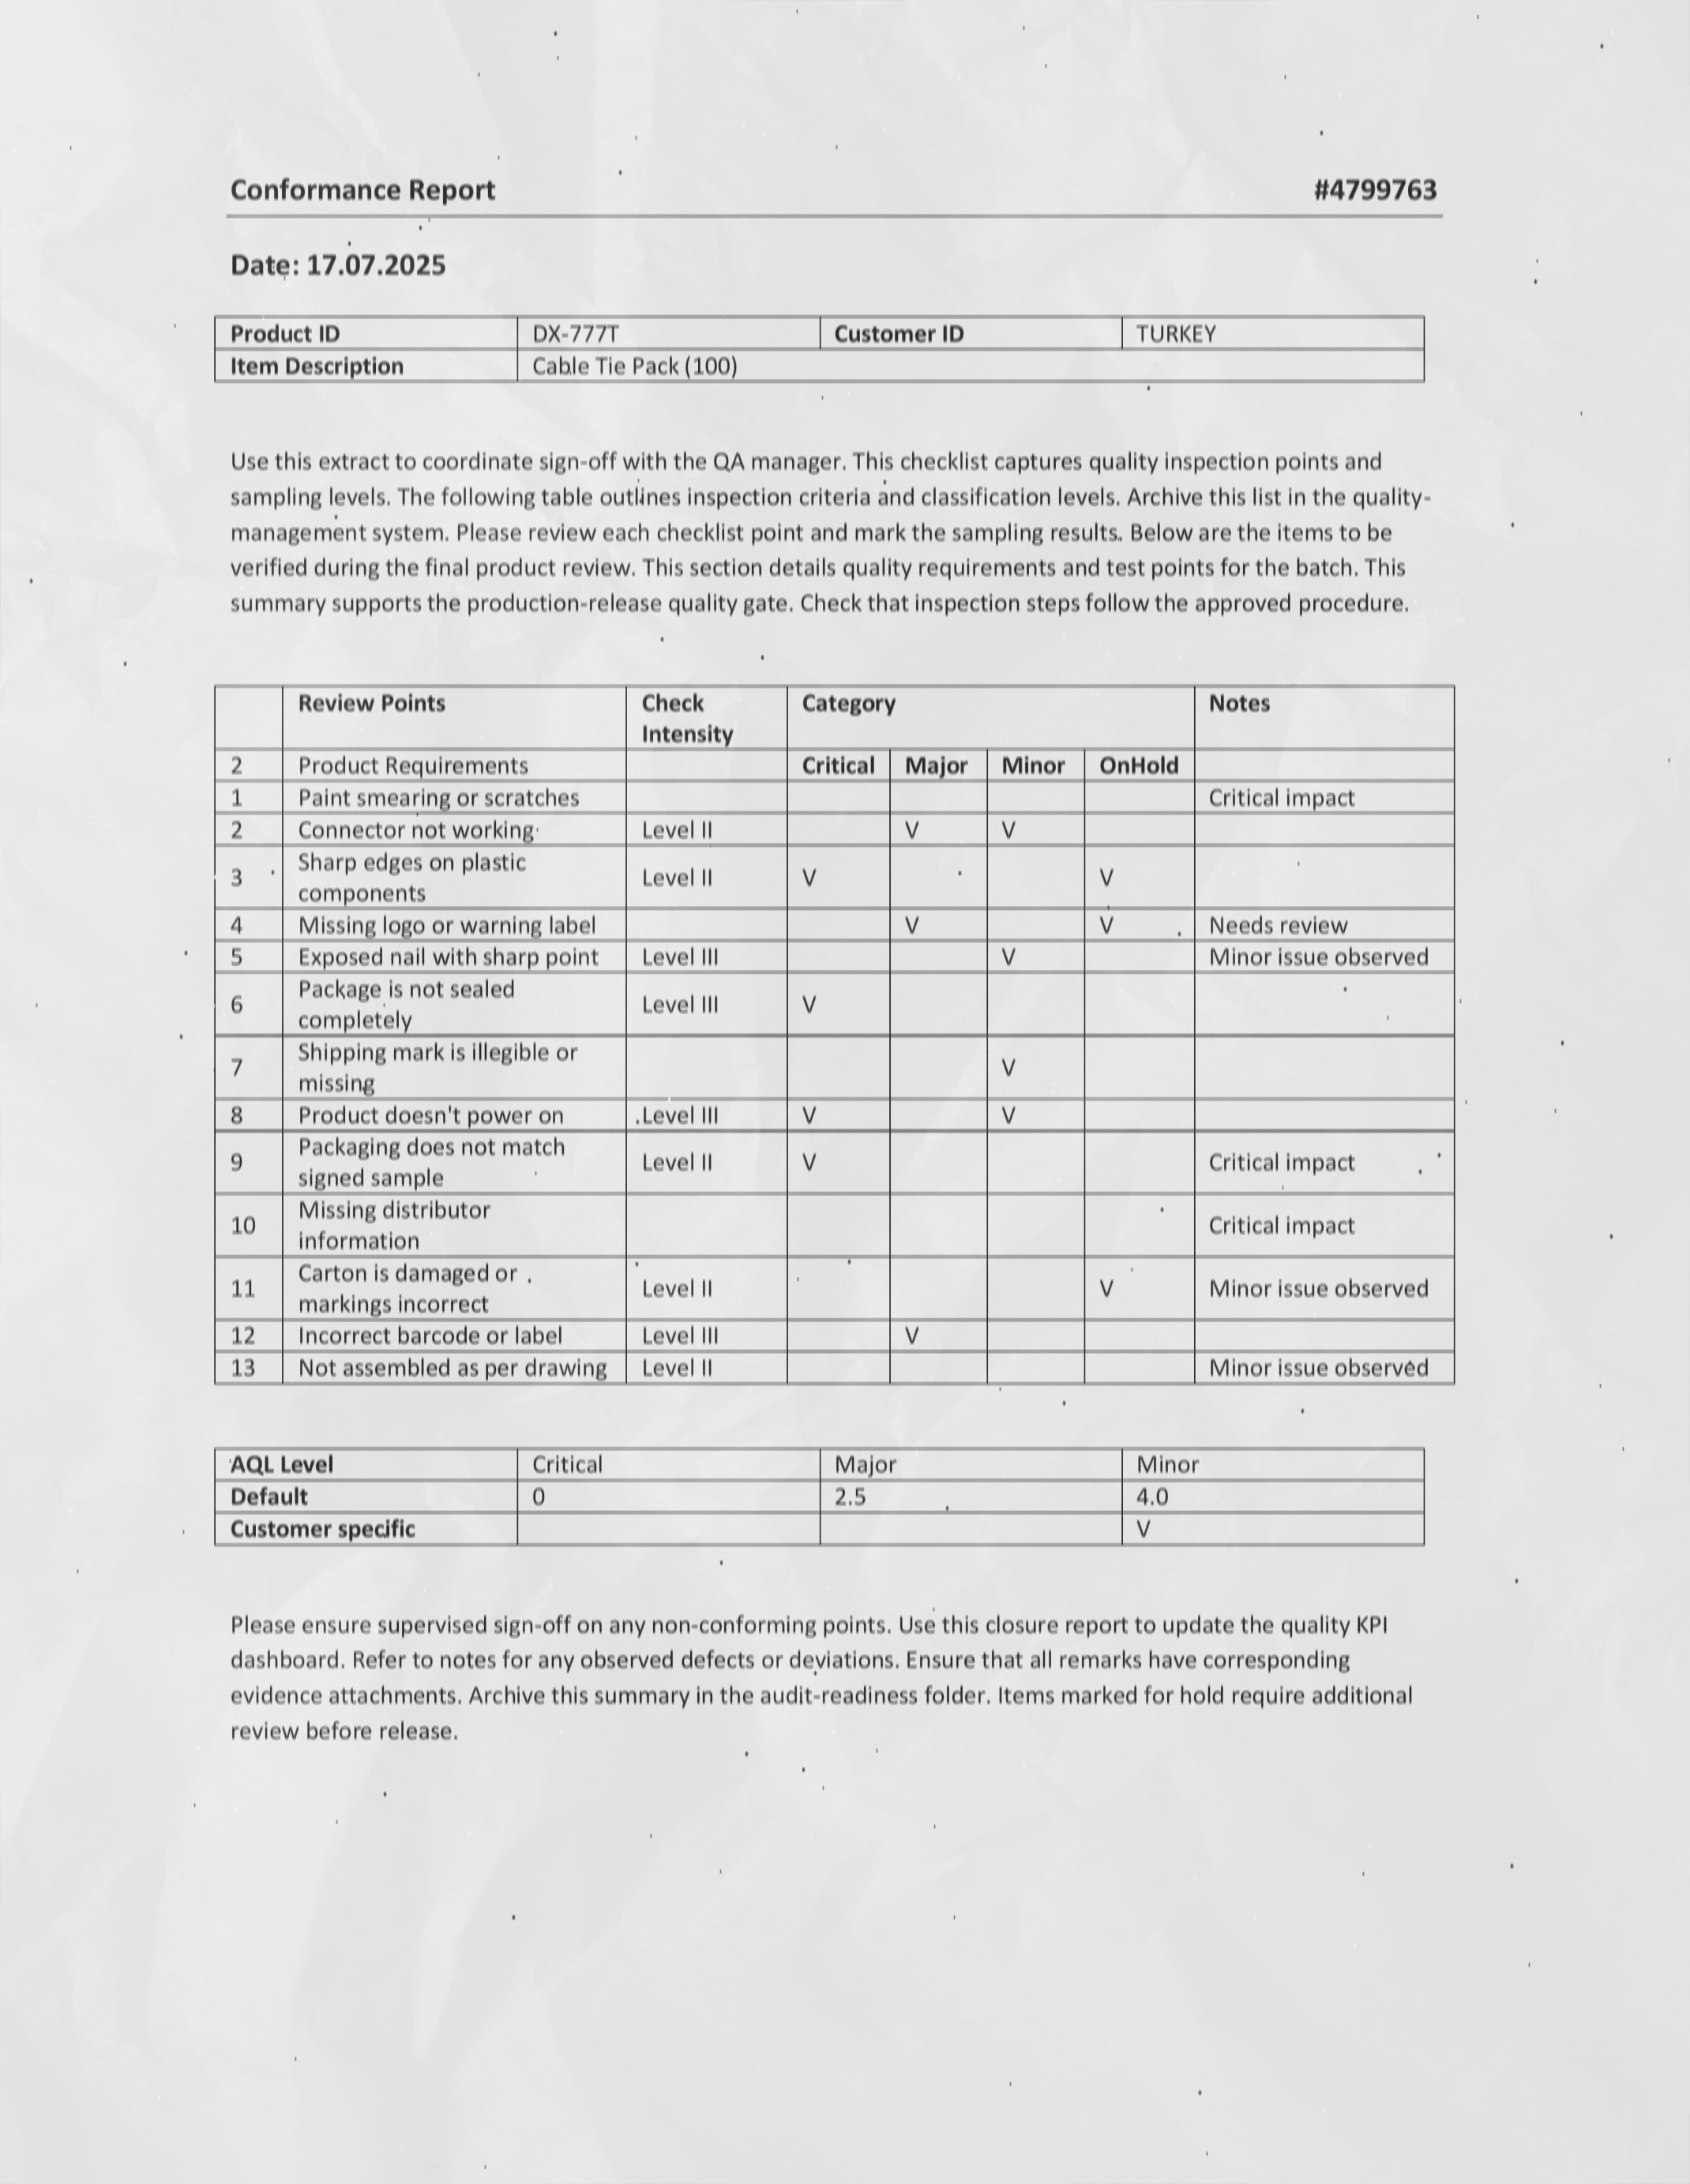 Conformance Report #4799763
Date: 17.07.2025
Product ID DX-777T Customer ID TURKEY
Item Description Cable Tie Pack (100)
Use this extract to coordinate sign-off with the QA manager. This checklist captures quality inspection points and
sampling levels. The following table outlines inspection criteria and classification levels. Archive this list in the quality-
management system. Please review each checklist point and mark the sampling results. Below are the items to be
verified during the final product review. This section details quality requirements and test points for the batch. This
summary supports the production-release quality gate. Check that inspection steps follow the approved procedure.
Review Points Check Category Notes
Intensity
2 Product Requirements Critical Major Minor OnHold
1 Paint smearing or scratches Critical impact
2 Connector not working Level II V V
Sharp edges on plastic
3 Level II V V
components
4 Missing logo or warning label V V Needs review
5 Exposed nail with sharp point Level III V Minor issue observed
Package is not sealed
6 Level III V
completely
Shipping mark is illegible or
7 V
missing
8 Product doesn't power on Level III V V
Packaging does not match
9 Level II V Critical impact
signed sample
Missing distributor
10 Critical impact
information
Carton is damaged or
11 Level II V Minor issue observed
markings incorrect
12 Incorrect barcode or label Level III V
13 Not assembled as per drawing Level II Minor issue observed
AQL Level Critical Major Minor
Default 0 2.5 4.0
Customer specific V
Please ensure supervised sign-off on any non-conforming points. Use this closure report to update the quality KPI
dashboard. Refer to notes for any observed defects or deviations. Ensure that all remarks have corresponding
evidence attachments. Archive this summary in the audit-readiness folder. Items marked for hold require additional
review before release.